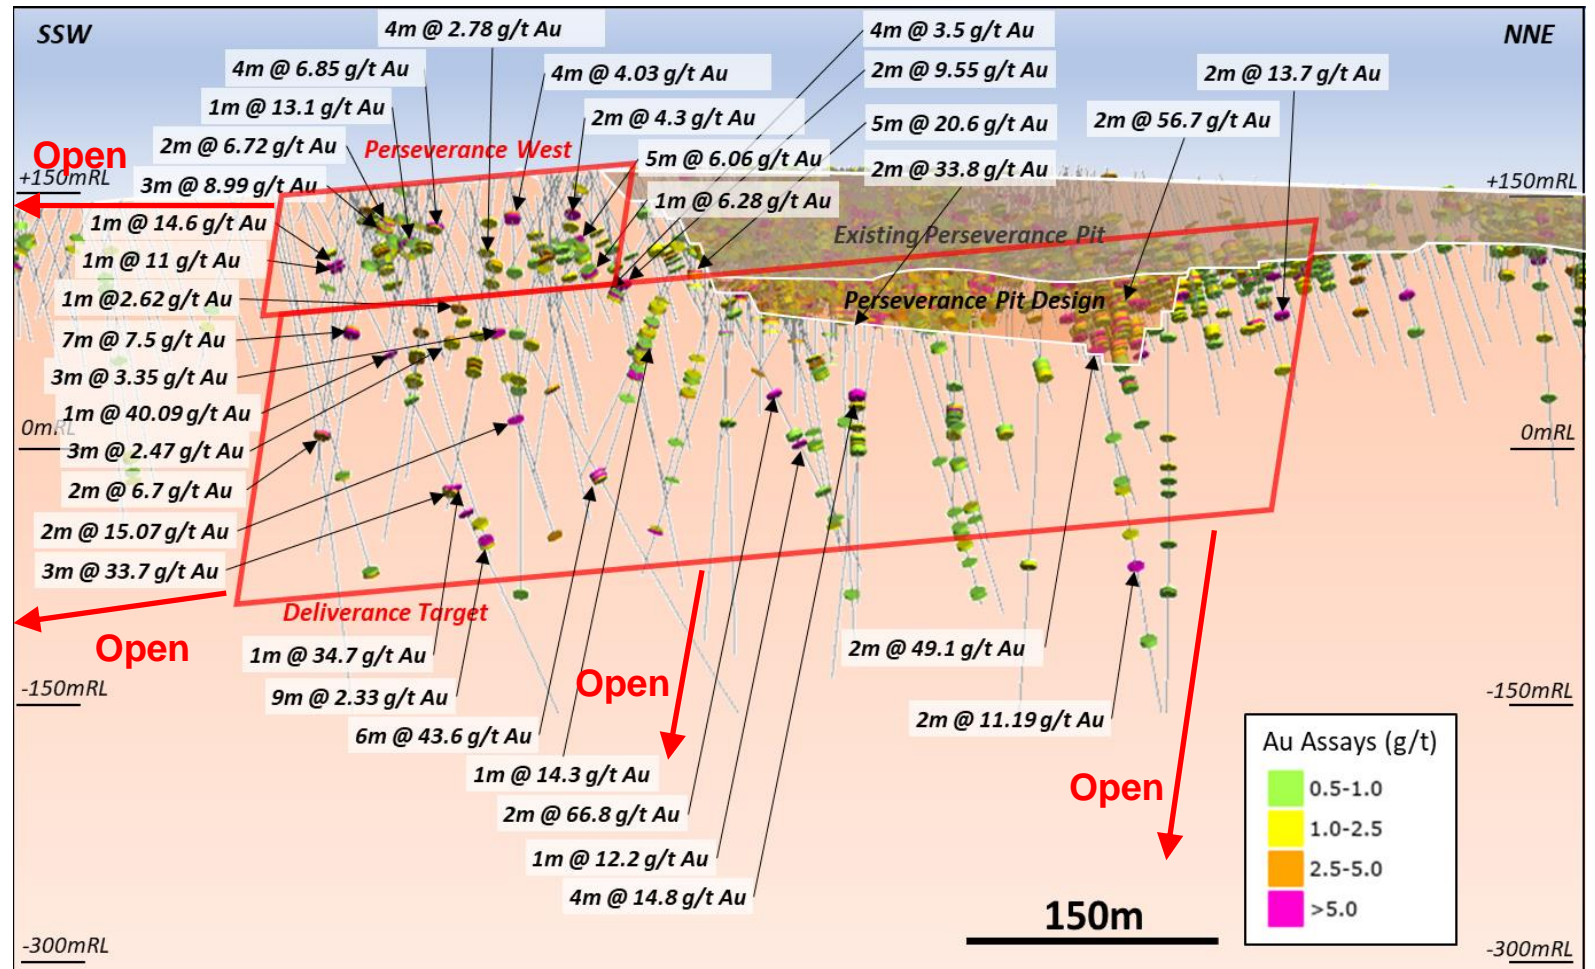 SSW
NNE
4m @ 2.78 g/t Au
4m @ 3.5 g/t Au
4m @ 6.85 g/t Au
4m @ 4.03 g/t Au
2m @ 9.55 g/t Au
2m @ 13.7 g/t Au
1m @ 13.1 g/t Au
2m @ 4.3 g/t Au
5m @ 20.6 g/t Au
2m @ 56.7 g/t Au
2m @ 6.72 g/t Au
Perseverance West
5m @ 6.06 g/t Au
2m @ 33.8 g/t Au
Open
+150mRL
3m @ 8.99 g/t Au
1m @ 6.28 g/t Au
+150mRL
1m @ 14.6 g/t Au
Existing Perseverance Pit
1m @ 11 g/t Au
1m @2.62 g/t Au
Perseverance Pit Design
7m @ 7.5 g/t Au
3m @ 3.35 g/t Au
1m @ 40.09 g/t Au
0mRL
0mRL
3m @ 2.47 g/t Au
2m @ 6.7 g/t Au
2m @ 15.07 g/t Au
3m @ 33.7 g/t Au
Deliverance Target
Open
1m @ 34.7 g/t Au
2m @ 49.1 g/t Au
Open
-150mRL
9m @ 2.33 g/t Au
-150mRL
6m @ 43.6 g/t Au
2m @ 11.19 g/t Au
1m @ 14.3 g/t Au
Open
2m @ 66.8 g/t Au
1m @ 12.2 g/t Au
4m @ 14.8 g/t Au
Au Assays (g/t)
0.5-1.0
1.0-2.5
2.5-5.0
>5.0
150m
-300mRL
-300mRL